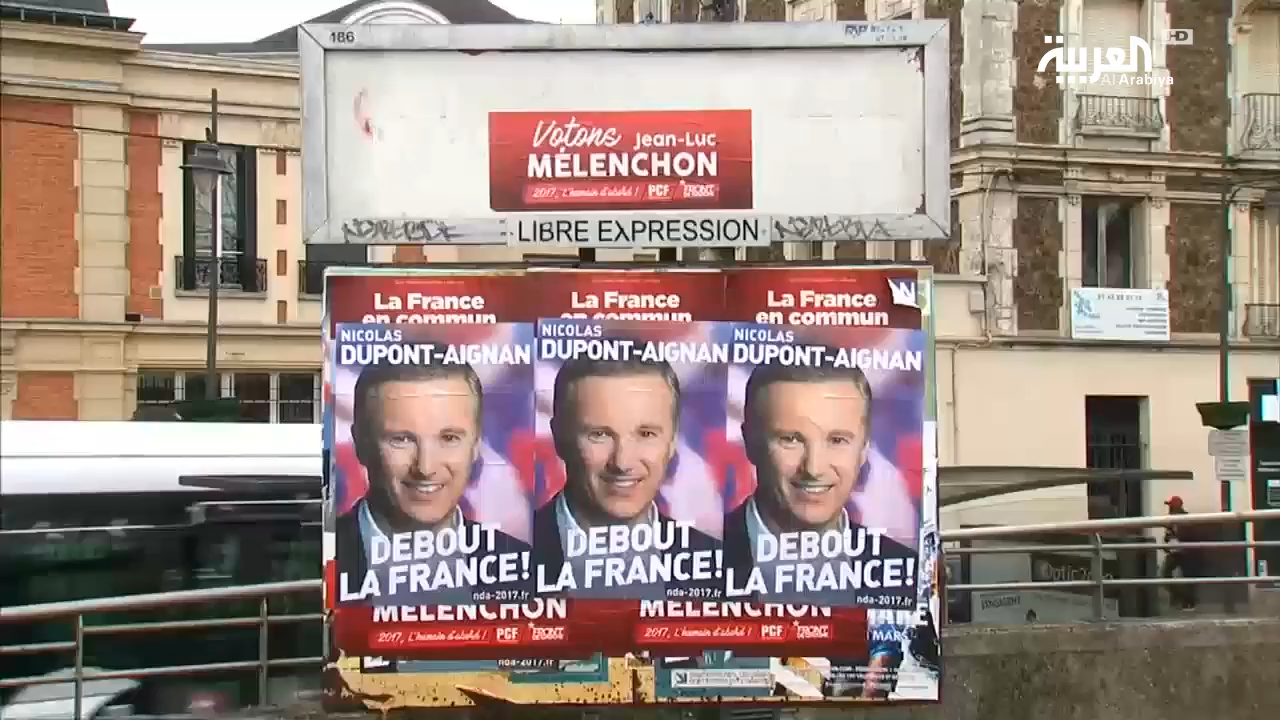 186
العربية HD
Al Arabiya
Votons Jean-Luc
MÉLENCHON
2017, L'humain d'abord ! PCF FRONT
LIBRE EXPRESSION
La France
en commun
La France
en commun
La France
en commun
NICOLAS
DUPONT-AIGNAN
NICOLAS
DUPONT-AIGNAN
NICOLAS
DUPONT-AIGNAN
DEBOUT
LA FRANCE!
nda-2017.fr
DEBOUT
LA FRANCE!
nda-2017.fr
DEBOUT
LA FRANCE!
nda-2017.fr
MÉLENCHON
2017, L'humain d'abord ! PCF FRONT
MÉLENCHON
2017, L'humain d'abord ! PCF FRONT
MARS
nda-2017.fr